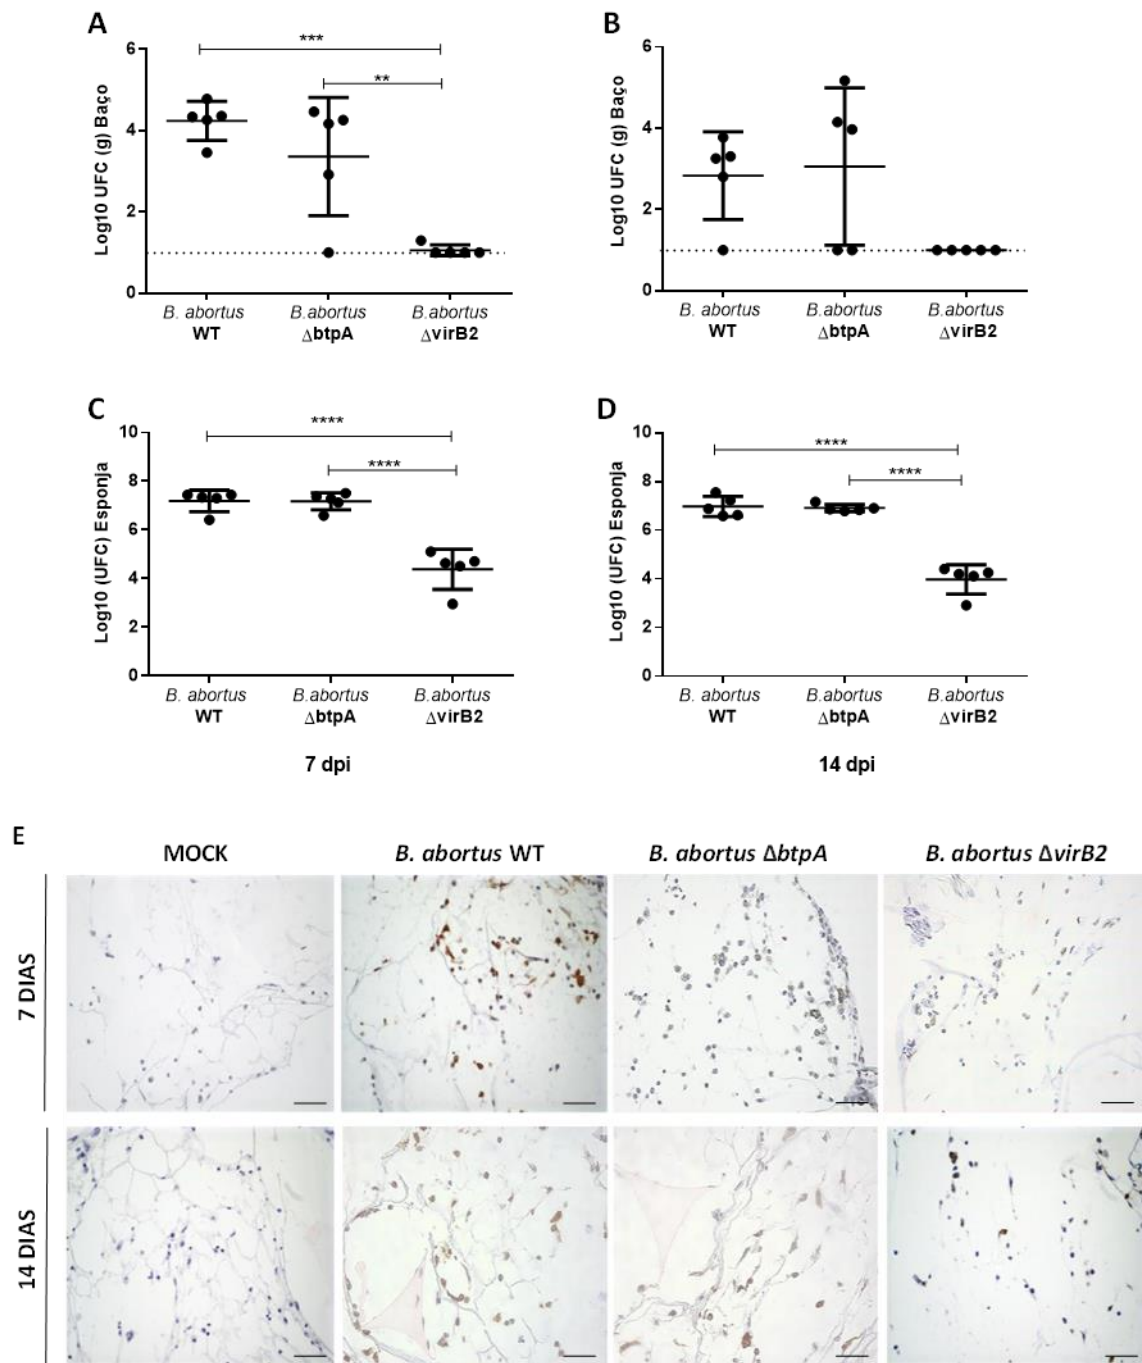 A
Log10 UFC (g) Baço
6
4
2
0
***
**
B. abortus
WT
B. abortus
ΔbtpA
B. abortus
ΔvirB2
B
Log10 UFC (g) Baço
6
4
2
0
B. abortus
WT
B. abortus
ΔbtpA
B. abortus
ΔvirB2
C
Log10 (UFC) Esponja
10
8
6
4
2
0
****
****
B. abortus
WT
B. abortus
ΔbtpA
B. abortus
ΔvirB2
7 dpi
D
Log10 (UFC) Esponja
10
8
6
4
2
0
****
****
B. abortus
WT
B. abortus
ΔbtpA
B. abortus
ΔvirB2
14 dpi
E
MOCK
B. abortus WT
B. abortus ΔbtpA
B. abortus ΔvirB2
7 DIAS
14 DIAS